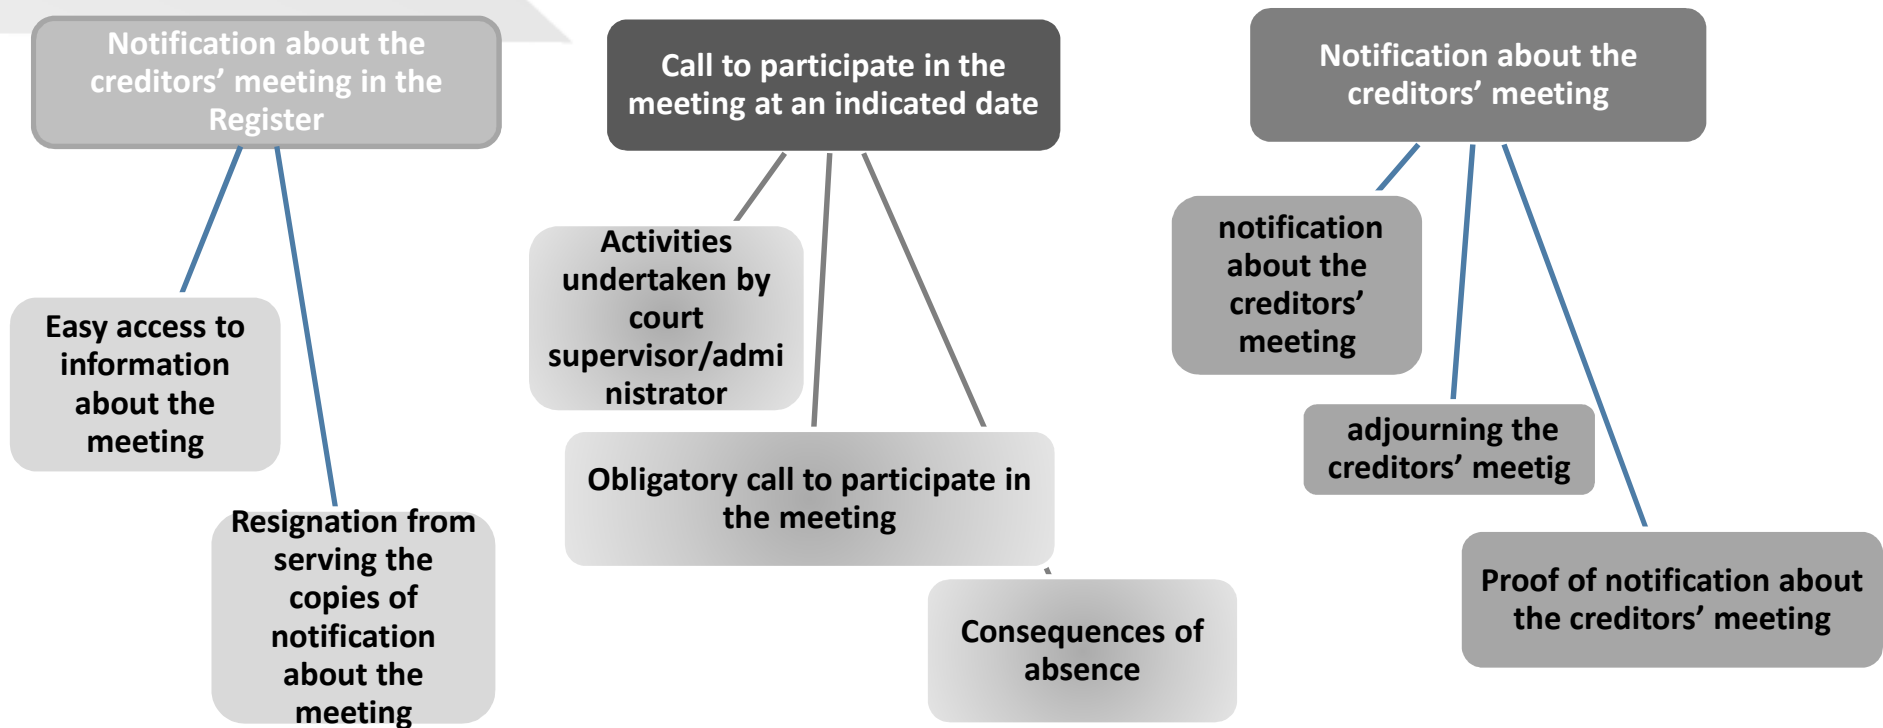 Notification about the
creditors’ meeting in the
Register
Easy access to
information
about the
meeting
Resignation from
serving the
copies of
notification
about the
meeting
Call to participate in the
meeting at an indicated date
Activities
undertaken by
court
supervisor/admi
nistrator
Obligatory call to participate in
the meeting
Consequences of
absence
Notification about the
creditors’ meeting
notification
about the
creditors’
meeting
adjourning the
creditors’ meetig
Proof of notification about
the creditors’ meeting